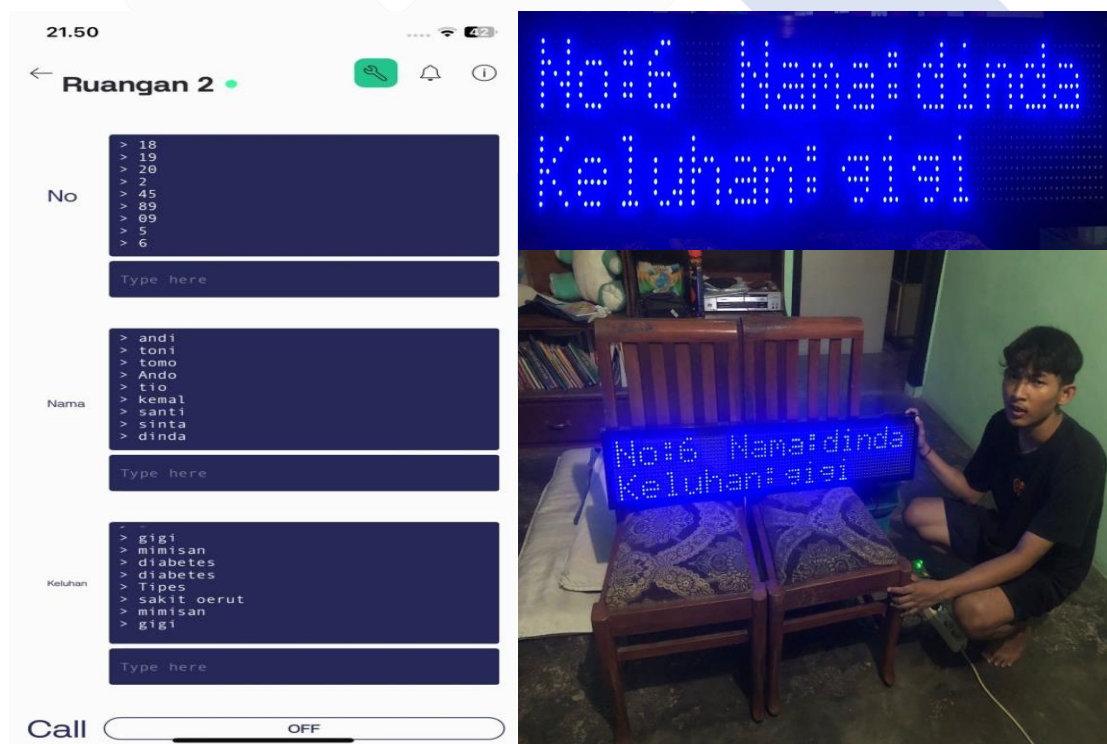 21.50
42
Ruangan 2
No
> 18
> 19
> 20
> 2
> 45
> 89
> 09
> 5
> 6
Type here
Nama
> andi
> toni
> tomo
> Ando
> tio
> kemal
> santi
> sinta
> dinda
Type here
Keluhan
> gigi
> mimisan
> diabetes
> diabetes
> Tipes
> sakit oerut
> mimisan
> gigi
Type here
Call
OFF
No:6 Nama:dinda
Keluhan:gigi
No:6 Nama:dinda
Keluhan:gigi